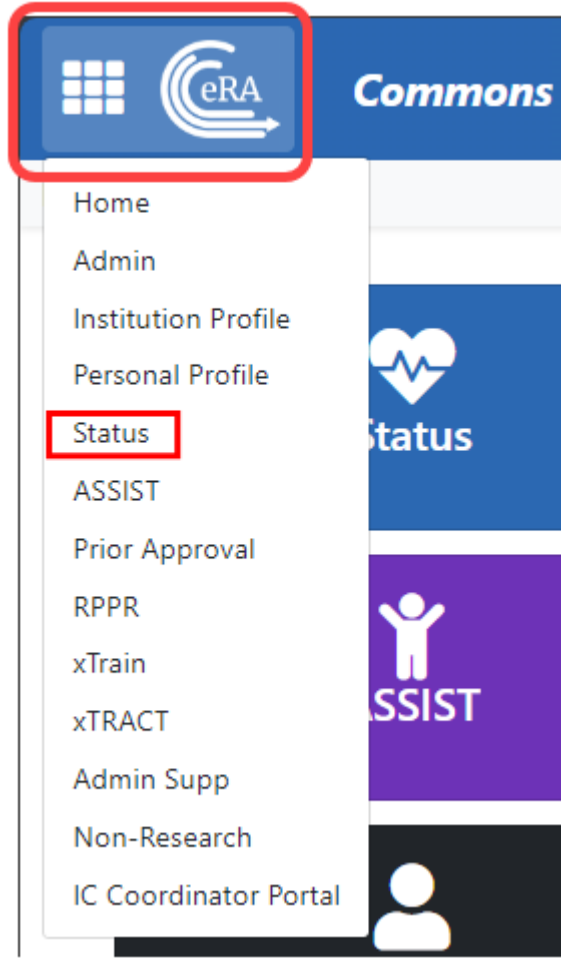 eRA
Commons
Home
Admin
Institution Profile
Personal Profile
Status
tatus
ASSIST
Prior Approval
RPPR
SSIST
xTrain
xTRACT
Admin Supp
Non-Research
IC Coordinator Portal